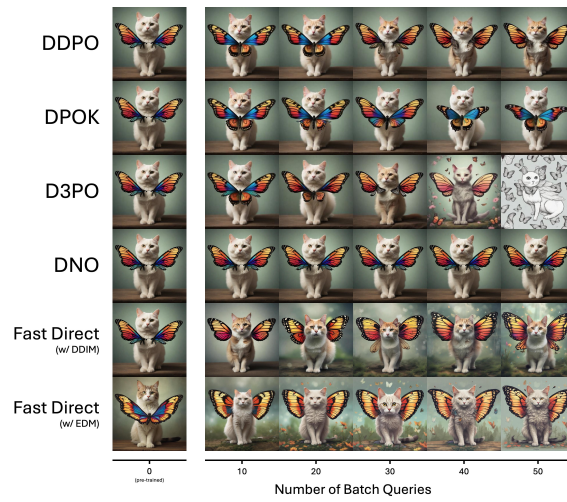 DDPO
DPOK
D3PO
DNO
Fast Direct
(w/ DDIM)
Fast Direct
(w/ EDM)
0 10 20 30 40 50
(pre-trained)
Number of Batch Queries